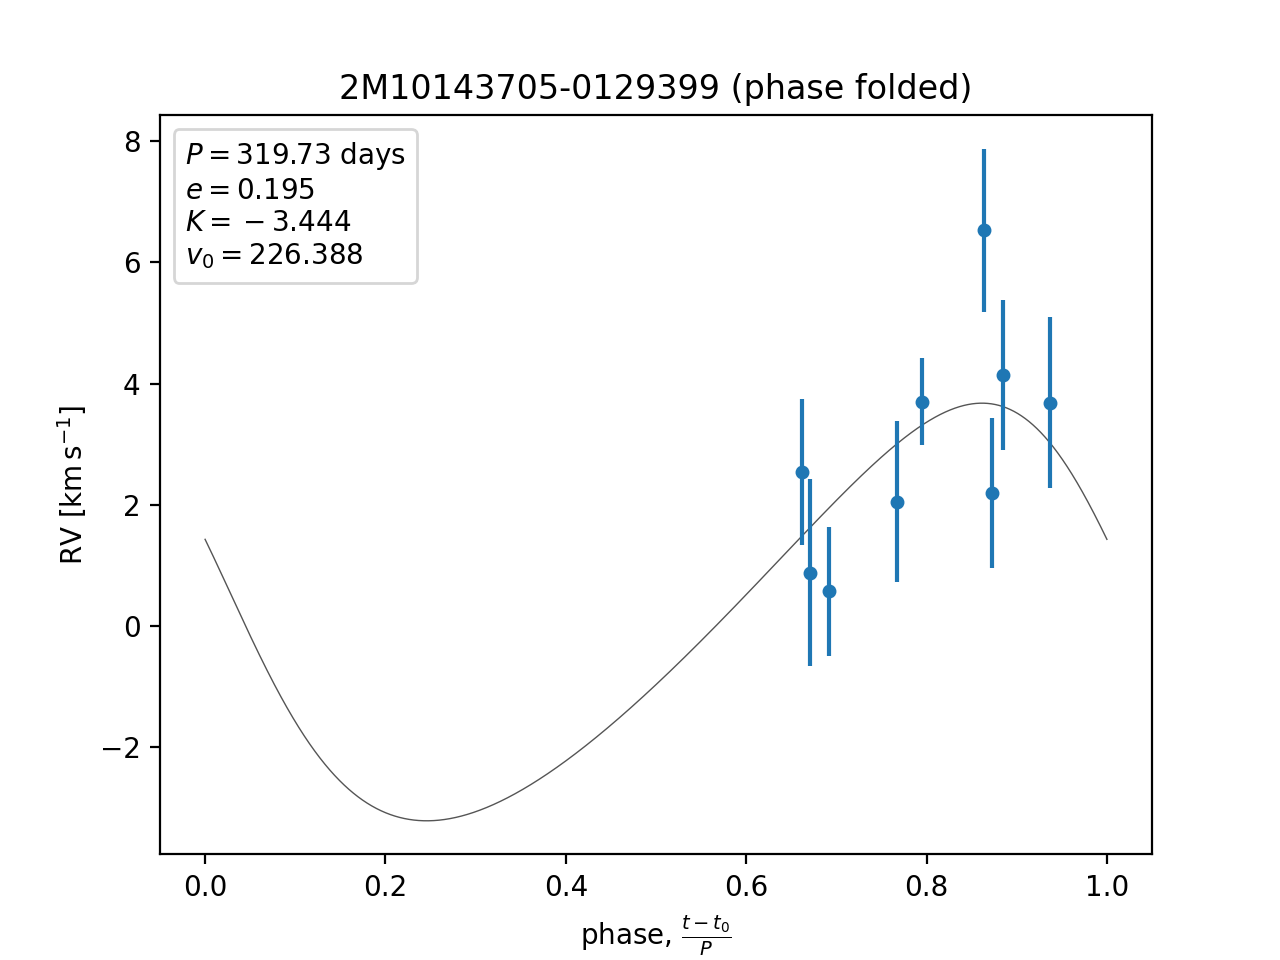 2M10143705-0129399 (phase folded)
P = 319.73 days
e = 0.195
K = −3.444
v₀ = 226.388
RV [km s⁻¹]
8
6
4
2
0
−2
0.0 0.2 0.4 0.6 0.8 1.0
phase, (t − t₀)/P